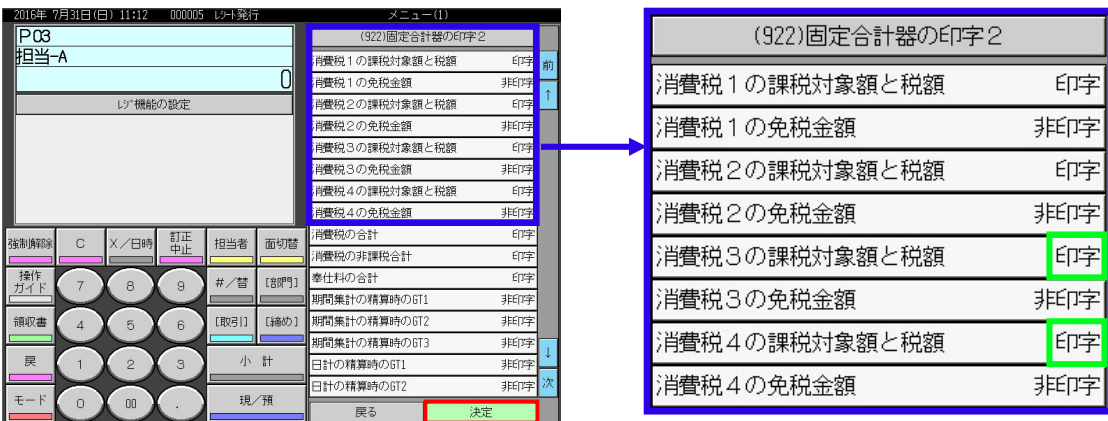 2016年 7月31日(日) 11:12 000005 レシート発行 メニュー(1)
P03
担当-A
0
レジ機能の設定
(922)固定合計器の印字2
消費税1の課税対象額と税額 印字
消費税1の免税金額 非印字
消費税2の課税対象額と税額 印字
消費税2の免税金額 非印字
消費税3の課税対象額と税額 印字
消費税3の免税金額 非印字
消費税4の課税対象額と税額 印字
消費税4の免税金額 非印字
消費税の合計 印字
消費税の非課税合計 印字
奉仕料の合計 印字
期間集計の精算時のGT1 非印字
期間集計の精算時のGT2 非印字
期間集計の精算時のGT3 非印字
日計の精算時のGT1 非印字
日計の精算時のGT2 非印字
戻る 決定
前
↑
↓
次
強制解除 C X/日時 訂正中止 担当者 面切替
操作ガイド 7 8 9 #/替 [部門]
領収書 4 5 6 [取引] [締め]
戻 1 2 3 小 計
モード 0 00 . 現/預
(922)固定合計器の印字2
消費税1の課税対象額と税額 印字
消費税1の免税金額 非印字
消費税2の課税対象額と税額 印字
消費税2の免税金額 非印字
消費税3の課税対象額と税額 印字
消費税3の免税金額 非印字
消費税4の課税対象額と税額 印字
消費税4の免税金額 非印字